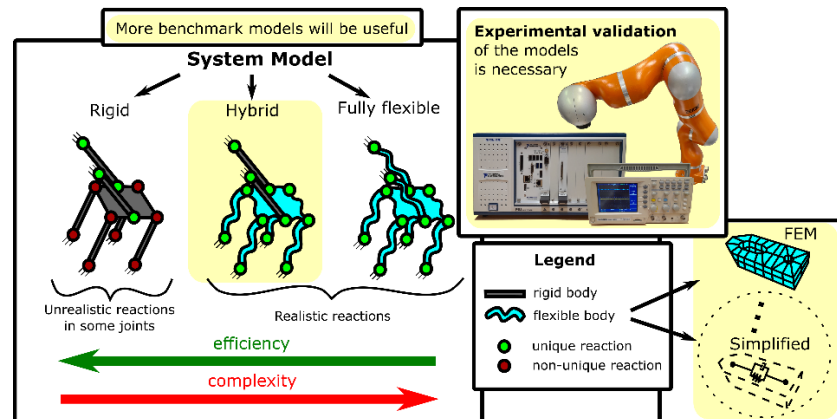 More benchmark models will be useful
System Model
Rigid
Hybrid
Fully flexible
Unrealistic reactions
in some joints
Realistic reactions
efficiency
complexity
Experimental validation
of the models
is necessary
Legend
rigid body
flexible body
unique reaction
non-unique reaction
FEM
Simplified